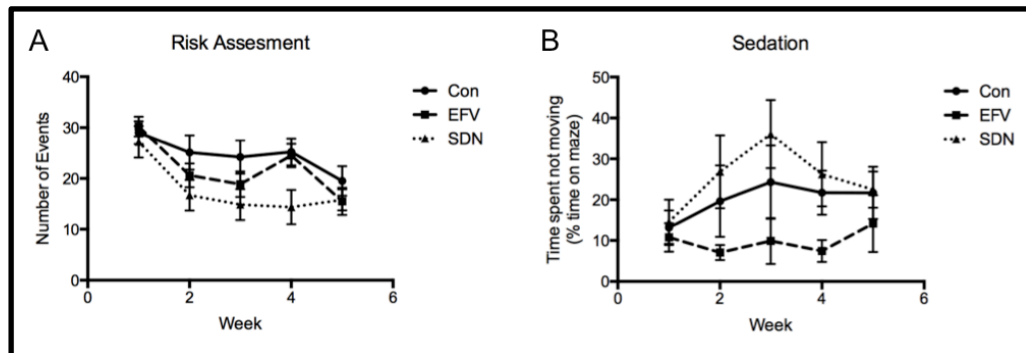 A
Risk Assesment
Number of Events
40
30
20
10
0
0
2
4
6
Week
Con
EFV
SDN
B
Sedation
Time spent not moving
(% time on maze)
50
40
30
20
10
0
0
2
4
6
Week
Con
EFV
SDN